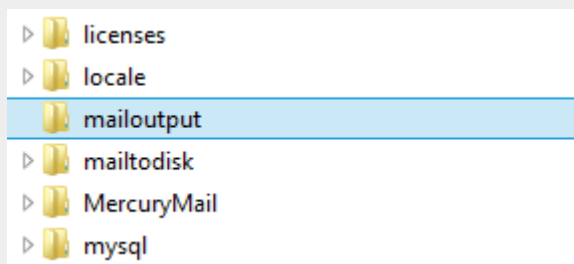 licenses
locale
mailoutput
mailtodisk
MercuryMail
mysql